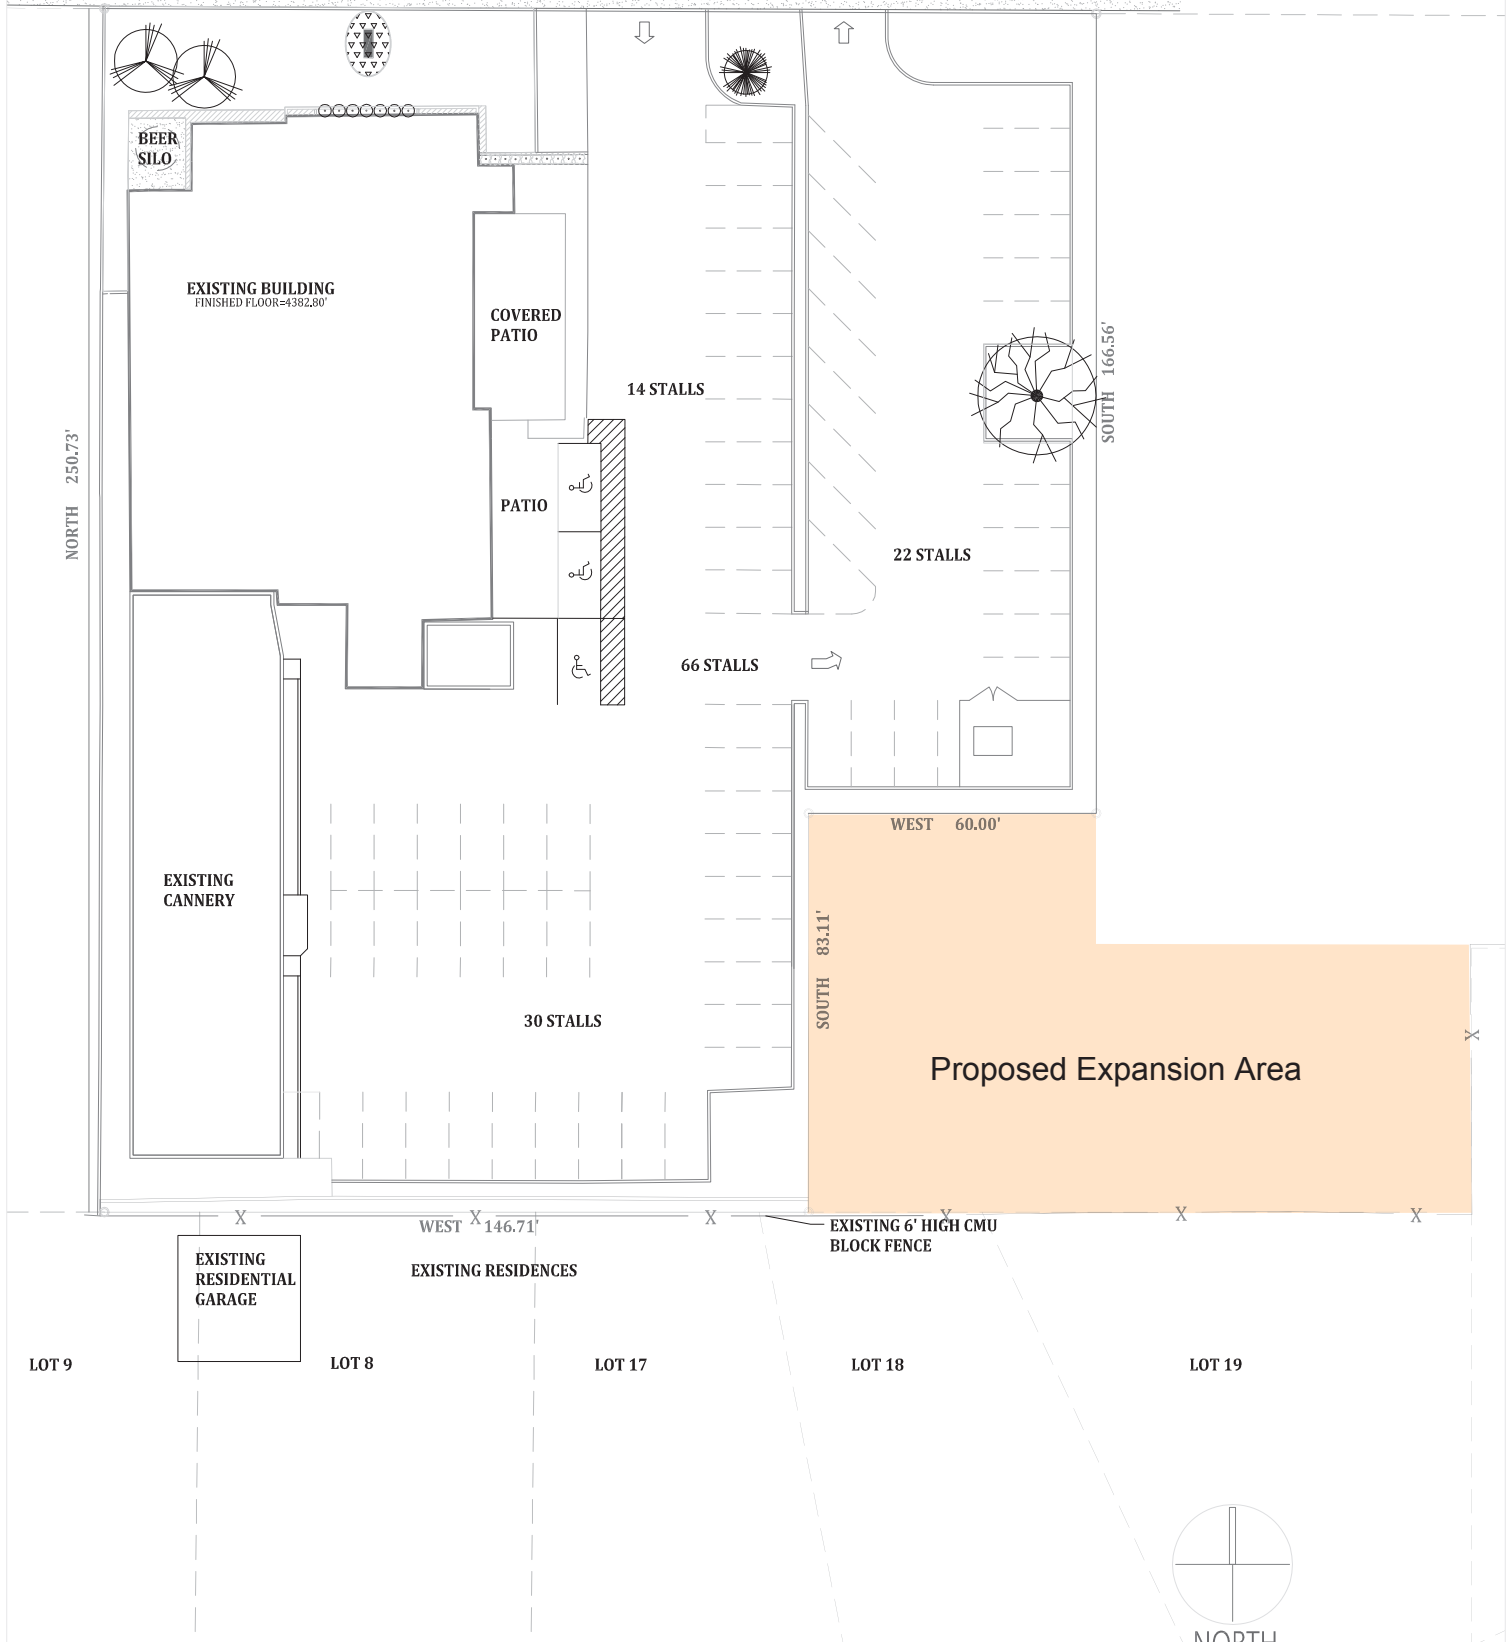 BEER
SILO
EXISTING BUILDING
FINISHED FLOOR=4382.80'
COVERED
PATIO
SOUTH 166.56'
14 STALLS
NORTH 250.73'
PATIO
22 STALLS
66 STALLS
WEST 60.00'
EXISTING
CANNERY
SOUTH 83.11'
30 STALLS
Proposed Expansion Area
X
X
X
X
X
X
X
WEST 146.71'
EXISTING 6' HIGH CMU
BLOCK FENCE
EXISTING
RESIDENTIAL
GARAGE
EXISTING RESIDENCES
LOT 9
LOT 8
LOT 17
LOT 18
LOT 19
NORTH